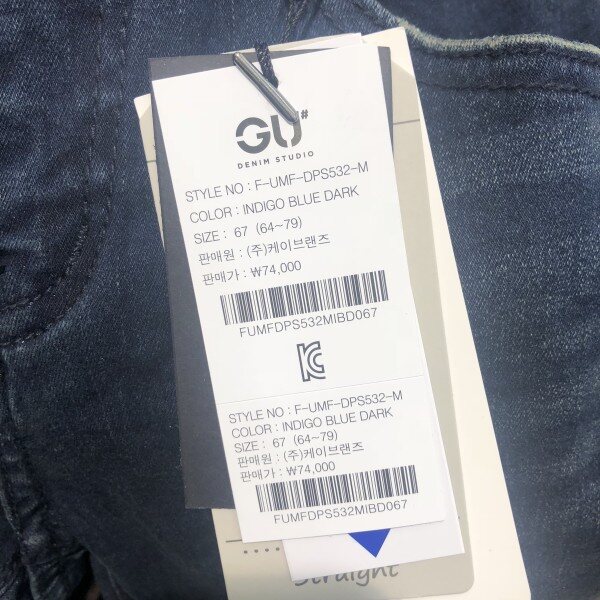 GU#
DENIM STUDIO
STYLE NO : F-UMF-DPS532-M
COLOR : INDIGO BLUE DARK
SIZE : 67 (64~79)
판매원 : (주)케이브랜즈
판매가 : ₩74,000
FUMFDPS532MIBD067
STYLE NO : F-UMF-DPS532-M
COLOR : INDIGO BLUE DARK
SIZE : 67 (64~79)
판매원 : (주)케이브랜즈
판매가 : ₩74,000
FUMFDPS532MIBD067
Straight